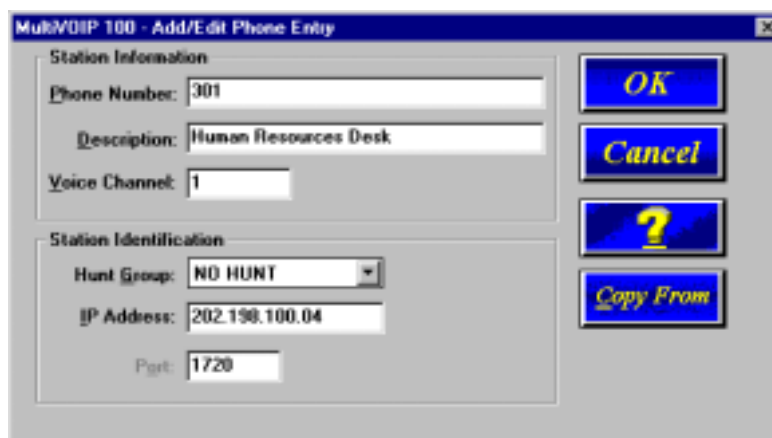 MultiVOIP 100 - Add/Edit Phone Entry
Station Information
Phone Number: 301
Description: Human Resources Desk
Voice Channel: 1
Station Identification
Hunt Group: NO HUNT
IP Address: 202.198.100.04
Port: 1720
OK
Cancel
?
Copy From